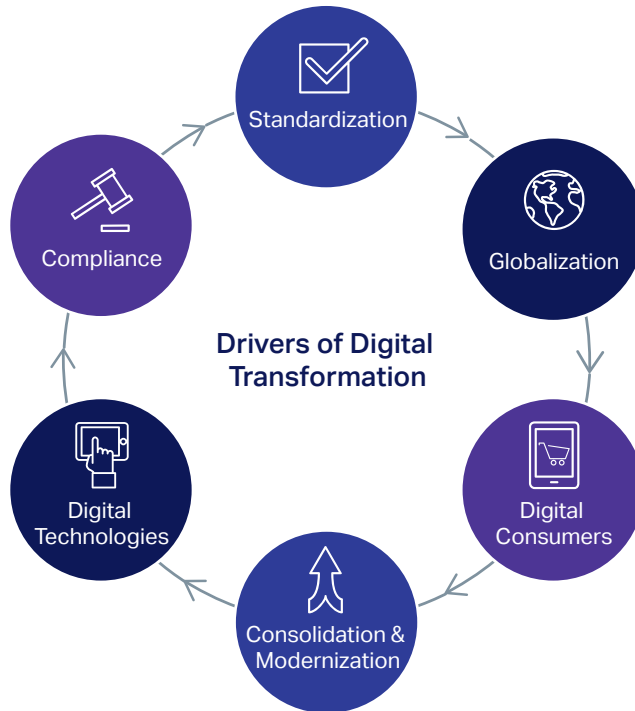 Standardization
Compliance
Globalization
Drivers of Digital
Transformation
Digital
Technologies
Digital
Consumers
Consolidation &
Modernization